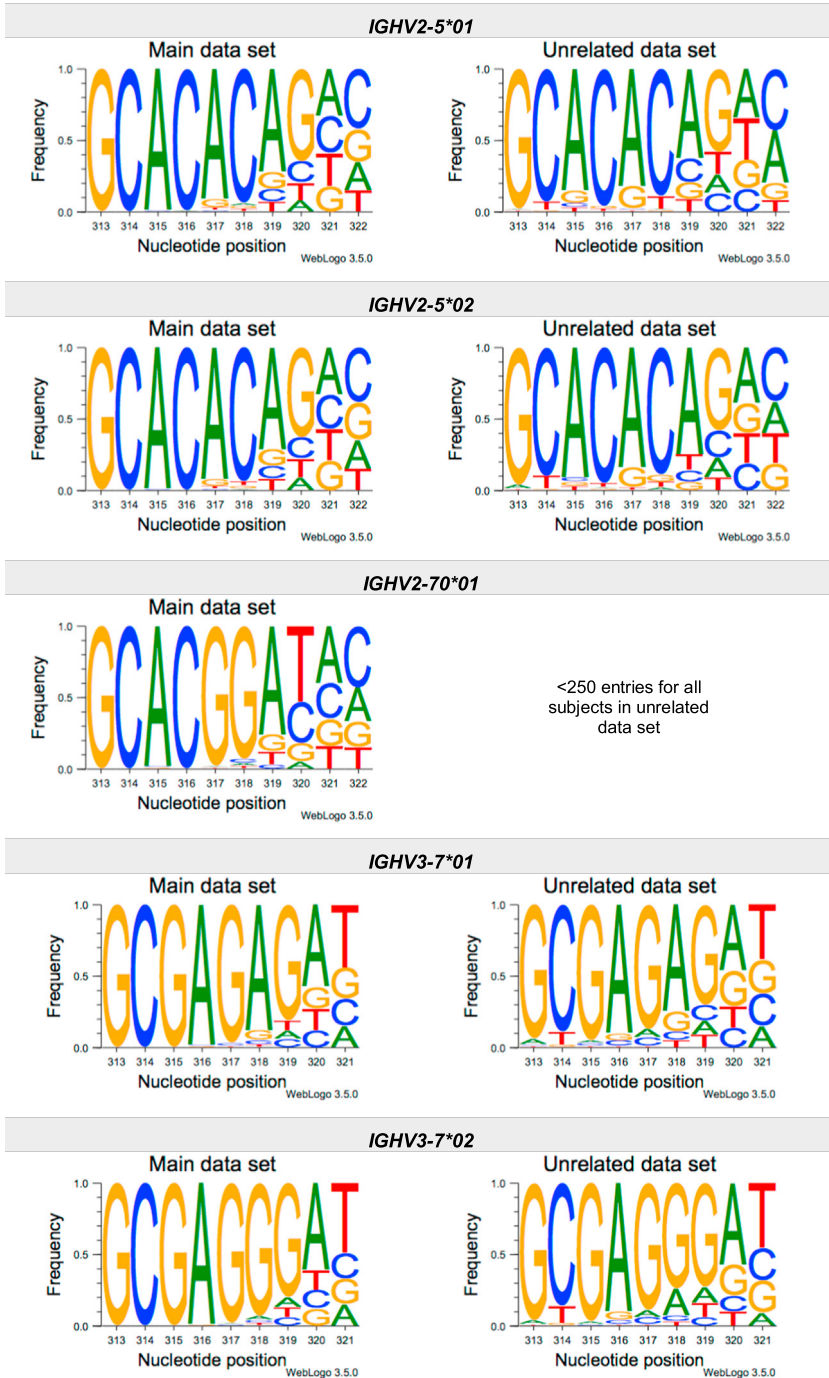 IGHV2-5*01
Main data set
Unrelated data set
1.0
0.5
0.0
Frequency
GCACACAGAC
313 314 315 316 317 318 319 320 321 322
Nucleotide position
WebLogo 3.5.0
1.0
0.5
0.0
Frequency
GCACACAGAC
313 314 315 316 317 318 319 320 321 322
Nucleotide position
WebLogo 3.5.0
IGHV2-5*02
Main data set
Unrelated data set
1.0
0.5
0.0
Frequency
GCACACAGAC
313 314 315 316 317 318 319 320 321 322
Nucleotide position
WebLogo 3.5.0
1.0
0.5
0.0
Frequency
GCACACAGAC
313 314 315 316 317 318 319 320 321 322
Nucleotide position
WebLogo 3.5.0
IGHV2-70*01
Main data set
1.0
0.5
0.0
Frequency
GCACGGATAC
313 314 315 316 317 318 319 320 321 322
Nucleotide position
WebLogo 3.5.0
<250 entries for all
subjects in unrelated
data set
IGHV3-7*01
Main data set
Unrelated data set
1.0
0.5
0.0
Frequency
GCGAGAGAT
313 314 315 316 317 318 319 320 321
Nucleotide position
WebLogo 3.5.0
1.0
0.5
0.0
Frequency
GCGAGAGAT
313 314 315 316 317 318 319 320 321
Nucleotide position
WebLogo 3.5.0
IGHV3-7*02
Main data set
Unrelated data set
1.0
0.5
0.0
Frequency
GCGAGGGAT
313 314 315 316 317 318 319 320 321
Nucleotide position
WebLogo 3.5.0
1.0
0.5
0.0
Frequency
GCGAGGGAT
313 314 315 316 317 318 319 320 321
Nucleotide position
WebLogo 3.5.0